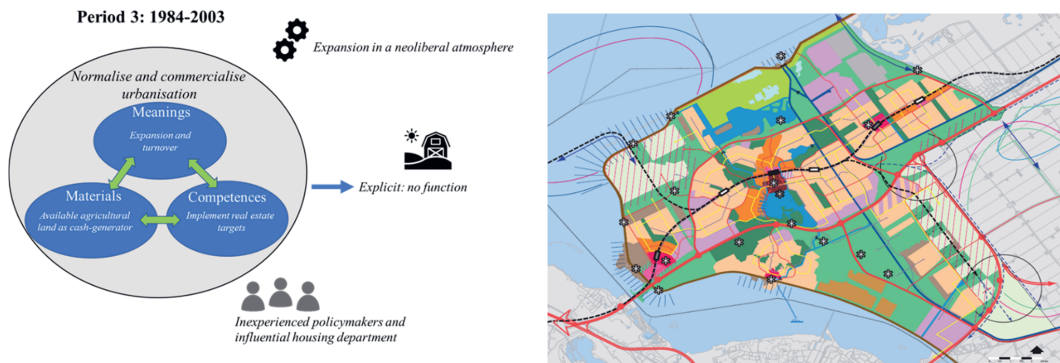 Period 3: 1984-2003
Expansion in a neoliberal atmosphere
Normalise and commercialise
urbanisation
Meanings
Expansion and
turnover
Materials
Available agricultural
land as cash-generator
Competences
Implement real estate
targets
Explicit: no function
Inexperienced policymakers and
influential housing department